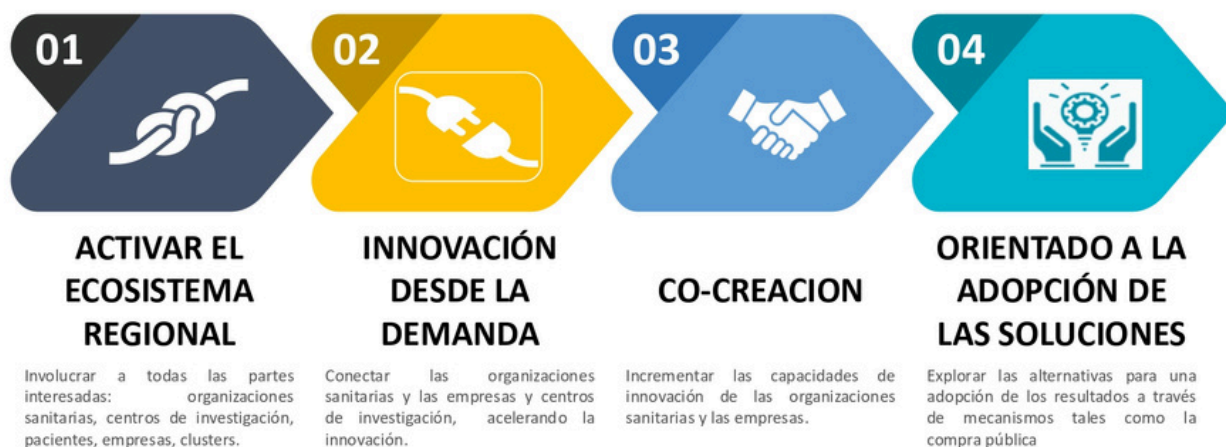 01
ACTIVAR EL
ECOSISTEMA
REGIONAL
Involucrar a todas las partes
interesadas: organizaciones
sanitarias, centros de investigación,
pacientes, empresas, clusters.
02
INNOVACIÓN
DESDE LA
DEMANDA
Conectar las organizaciones
sanitarias y las empresas y centros
de investigación, acelerando la
innovación.
03
CO-CREACION
Incrementar las capacidades de
innovación de las organizaciones
sanitarias y las empresas.
04
ORIENTADO A LA
ADOPCIÓN DE
LAS SOLUCIONES
Explorar las alternativas para una
adopción de los resultados a través
de mecanismos tales como la
compra pública